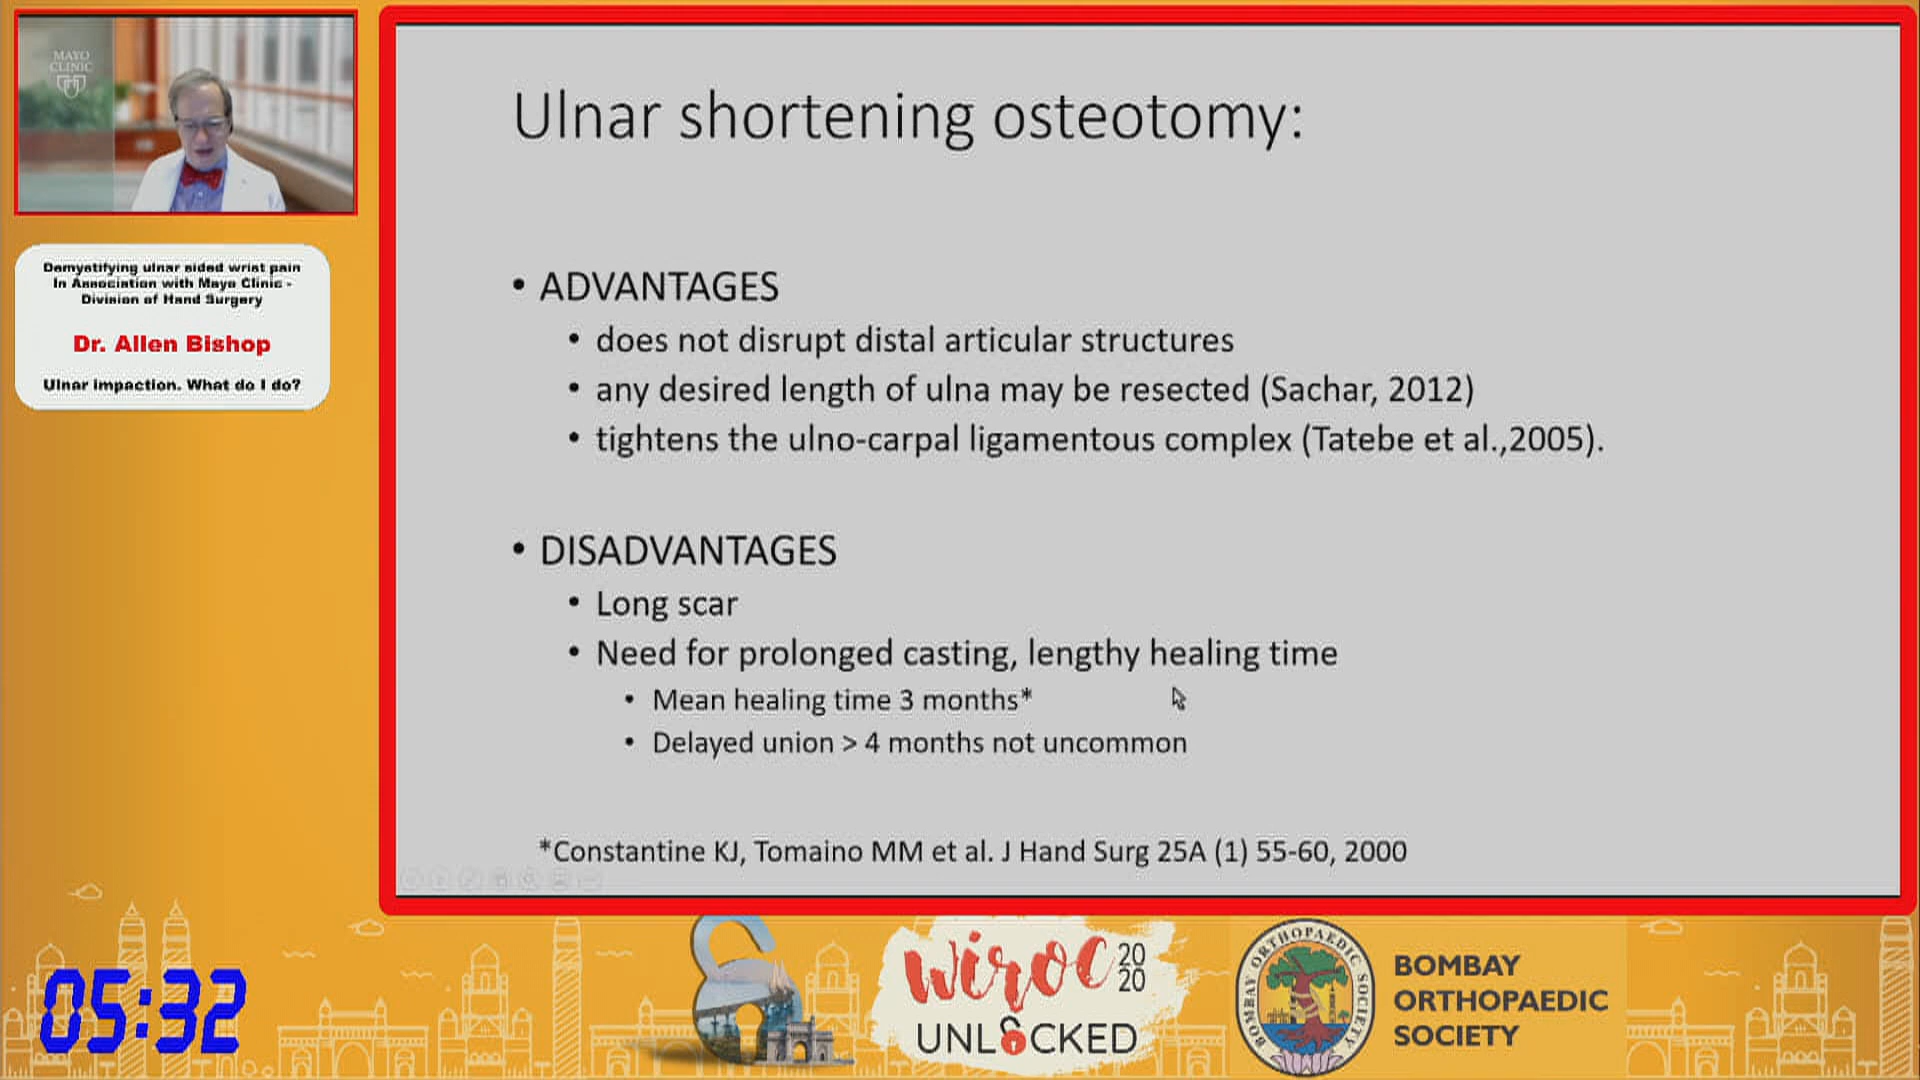 MAYO
CLINIC
Demystifying ulnar sided wrist pain
In Association with Mayo Clinic -
Division of Hand Surgery
Dr. Allen Bishop
Ulnar impaction. What do I do?
Ulnar shortening osteotomy:
• ADVANTAGES
• does not disrupt distal articular structures
• any desired length of ulna may be resected (Sachar, 2012)
• tightens the ulno-carpal ligamentous complex (Tatebe et al.,2005).
• DISADVANTAGES
• Long scar
• Need for prolonged casting, lengthy healing time
• Mean healing time 3 months*
• Delayed union > 4 months not uncommon
*Constantine KJ, Tomaino MM et al. J Hand Surg 25A (1) 55-60, 2000
05:32
wiroc 20
20
UNLOCKED
BOMBAY ORTHOPAEDIC SOCIETY
BOMBAY
ORTHOPAEDIC
SOCIETY